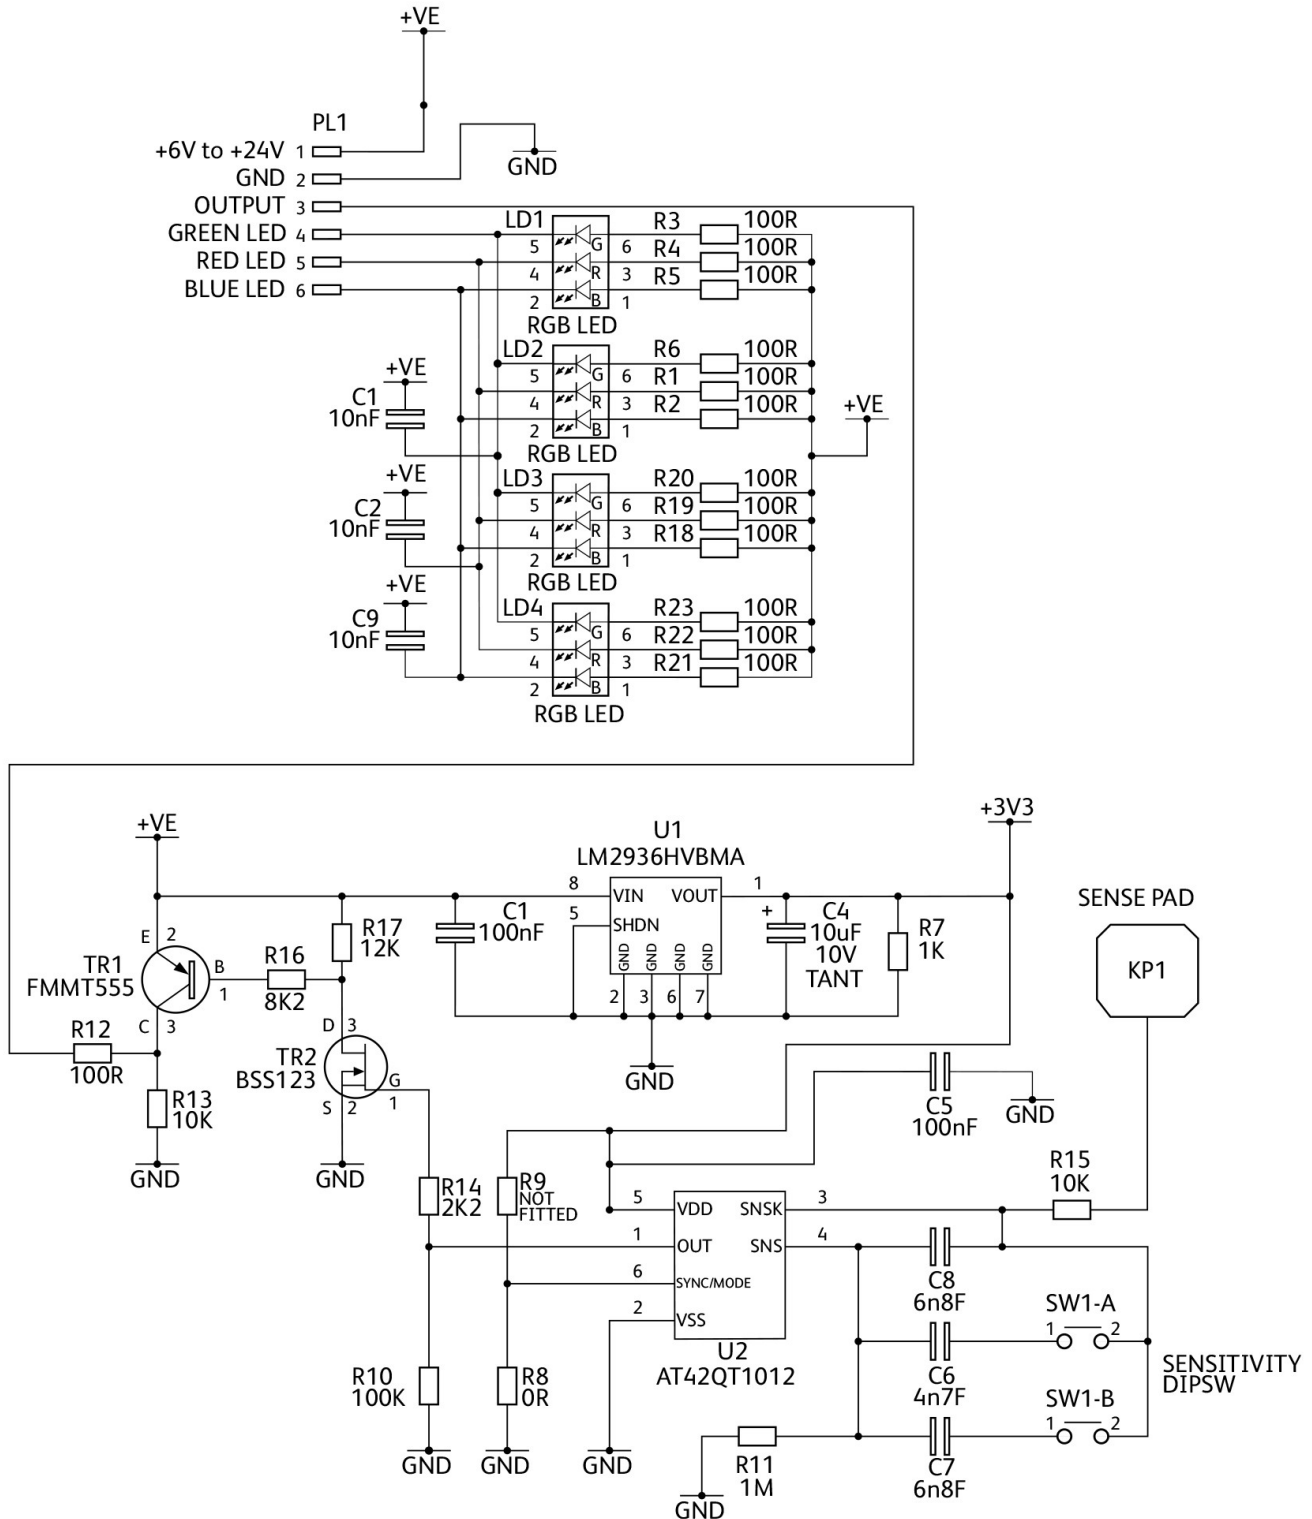 +VE
PL1
+6V to +24V 1
GND 2
GND
OUTPUT 3
GREEN LED 4
RED LED 5
BLUE LED 6
LD1
R3 100R
5 G 6
R4 100R
4 R 3
R5 100R
2 B 1
RGB LED
LD2
R6 100R
5 G 6
R1 100R
4 R 3
R2 100R
2 B 1
RGB LED
+VE
C1
10nF
+VE
LD3
R20 100R
5 G 6
R19 100R
4 R 3
R18 100R
2 B 1
RGB LED
+VE
C2
10nF
LD4
R23 100R
5 G 6
R22 100R
4 R 3
R21 100R
2 B 1
RGB LED
+VE
C9
10nF
+VE
+3V3
U1
LM2936HVBMA
8 VIN VOUT 1
5 SHDN
GND GND GND GND
2 3 6 7
GND
C1
100nF
+ C4
10uF
10V
TANT
R7
1K
SENSE PAD
KP1
E 2
TR1
FMMT555
B
1
C 3
R16
8K2
R17
12K
R12
100R
R13
10K
GND
D 3
TR2
BSS123
G
1
S 2
GND
C5
100nF
GND
R14
2K2
R9
NOT
FITTED
R15
10K
5 VDD SNSK 3
1 OUT SNS 4
6 SYNC/MODE
2 VSS
U2
AT42QT1012
C8
6n8F
SW1-A
1 2
C6
4n7F
SENSITIVITY
DIPSW
SW1-B
1 2
C7
6n8F
R10
100K
GND
R8
0R
GND
GND
R11
1M
GND